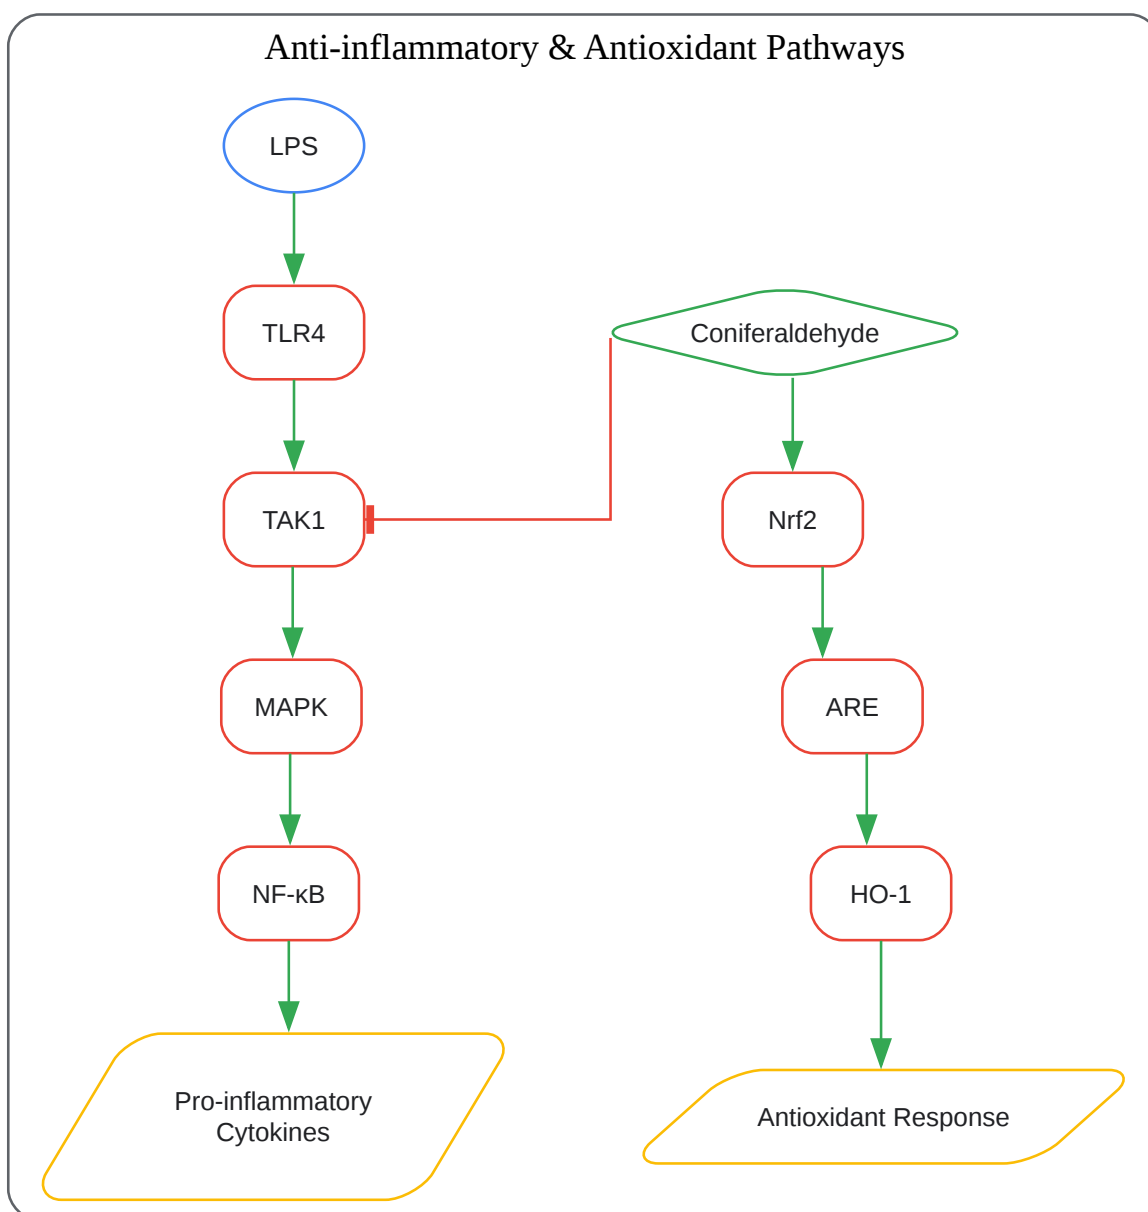 Anti-inflammatory & Antioxidant Pathways
LPS
TLR4
Coniferaldehyde
TAK1
Nrf2
MAPK
ARE
NF-κB
HO-1
Pro-inflammatory
Cytokines
Antioxidant Response